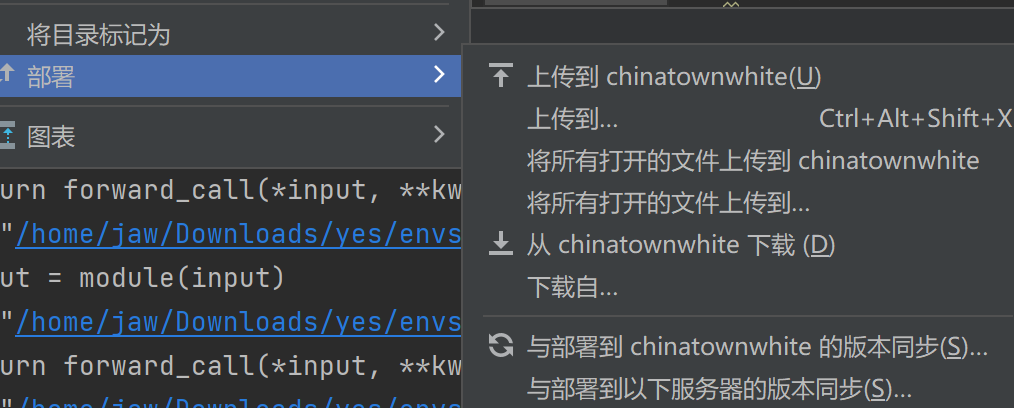 将目录标记为
部署
图表
urn forward_call(*input, **kw
"/home/jaw/Downloads/yes/envs
ut = module(input)
"/home/jaw/Downloads/yes/envs
urn forward_call(*input, **kw
"/home/jaw/Downloads/yes/envs
上传到 chinatownwhite(U)
上传到... Ctrl+Alt+Shift+X
将所有打开的文件上传到 chinatownwhite
将所有打开的文件上传到...
从 chinatownwhite 下载 (D)
下载自...
与部署到 chinatownwhite 的版本同步(S)...
与部署到以下服务器的版本同步(S)...